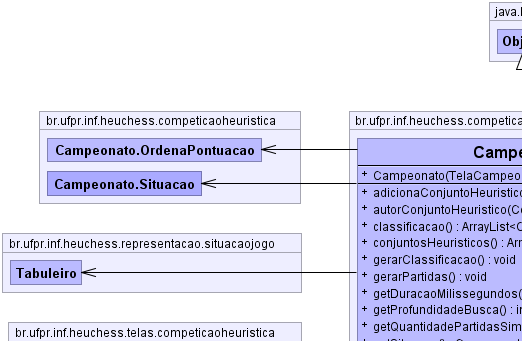 java.l
Obj
br.ufpr.inf.heuchess.competicaoheuristica
Campeonato.OrdenaPontuacao
Campeonato.Situacao
br.ufpr.inf.heuchess.representacao.situacaojogo
Tabuleiro
br.ufpr.inf.heuchess.telas.competicaoheuristica
br.ufpr.inf.heuchess.competica
Campe
+ Campeonato(TelaCampeo
+ adicionaConjuntoHeuristic
+ autorConjuntoHeuristico(Co
+ classificacao() : ArrayList<C
+ conjuntosHeuristicos() : Arr
+ gerarClassificacao() : void
+ gerarPartidas() : void
+ getDuracaoMilissegundos(
+ getProfundidadeBusca() : in
+ getQuantidadePartidasSim